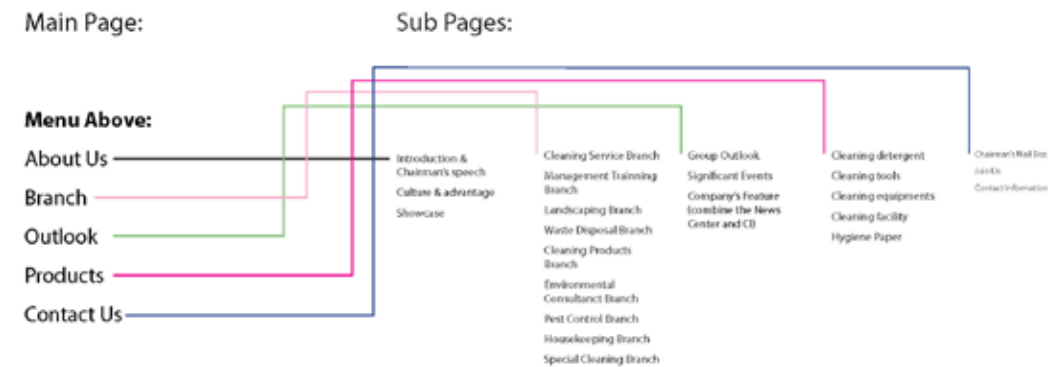 Main Page:
Sub Pages:
Menu Above:
About Us
Branch
Outlook
Products
Contact Us
Introduction &
Chairman's speech
Culture & advantage
Showcase
Cleaning Service Branch
Management Trainning
Branch
Landscaping Branch
Waste Disposal Branch
Cleaning Products
Branch
Environmental
Consultanct Branch
Pest Control Branch
Housekeeping Branch
Special Cleaning Branch
Group Outlook
Significant Events
Company's Feature
(combine the News
Center and CI)
Cleaning detergent
Cleaning tools
Cleaning equipments
Cleaning facility
Hygiene Paper
Chairman's Mail Box
Join Us
Contact Information